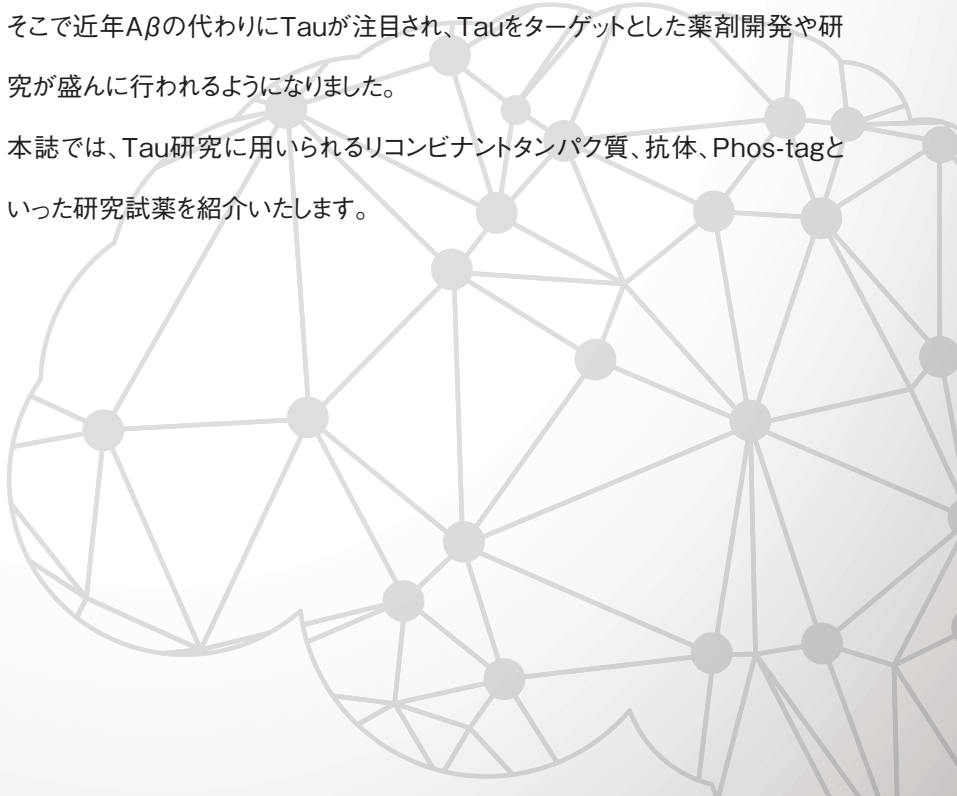 そこで近年Aβの代わりにTauが注目され、Tauをターゲットとした薬剤開発や研
究が盛んに行われるようになりました。
本誌では、Tau研究に用いられるリコンビナントタンパク質、抗体、Phos-tagと
いった研究試薬を紹介いたします。